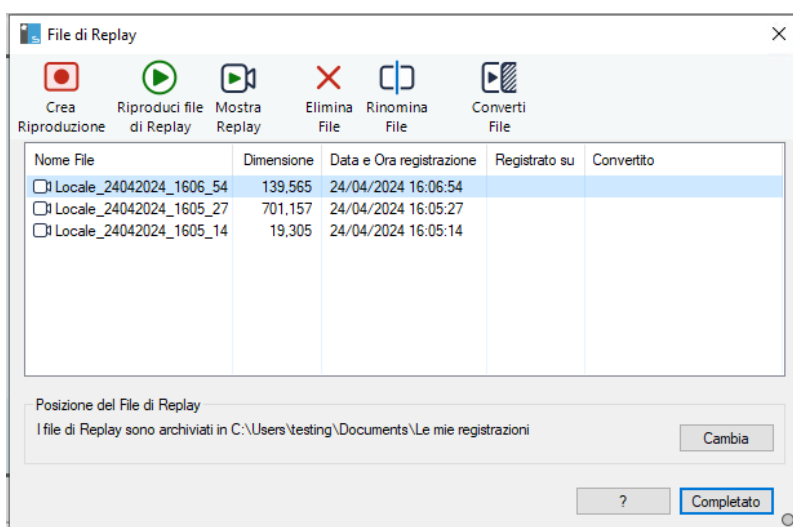 File di Replay
Crea Riproduzione
Riproduci file di Replay
Mostra Replay
Elimina File
Rinomina File
Converti File
Nome File Dimensione Data e Ora registrazione Registrato su Convertito
Locale_24042024_1606_54 139,565 24/04/2024 16:06:54
Locale_24042024_1605_27 701,157 24/04/2024 16:05:27
Locale_24042024_1605_14 19,305 24/04/2024 16:05:14
Posizione del File di Replay
I file di Replay sono archiviati in C:\Users\testing\Documents\Le mie registrazioni
Cambia
? Completato